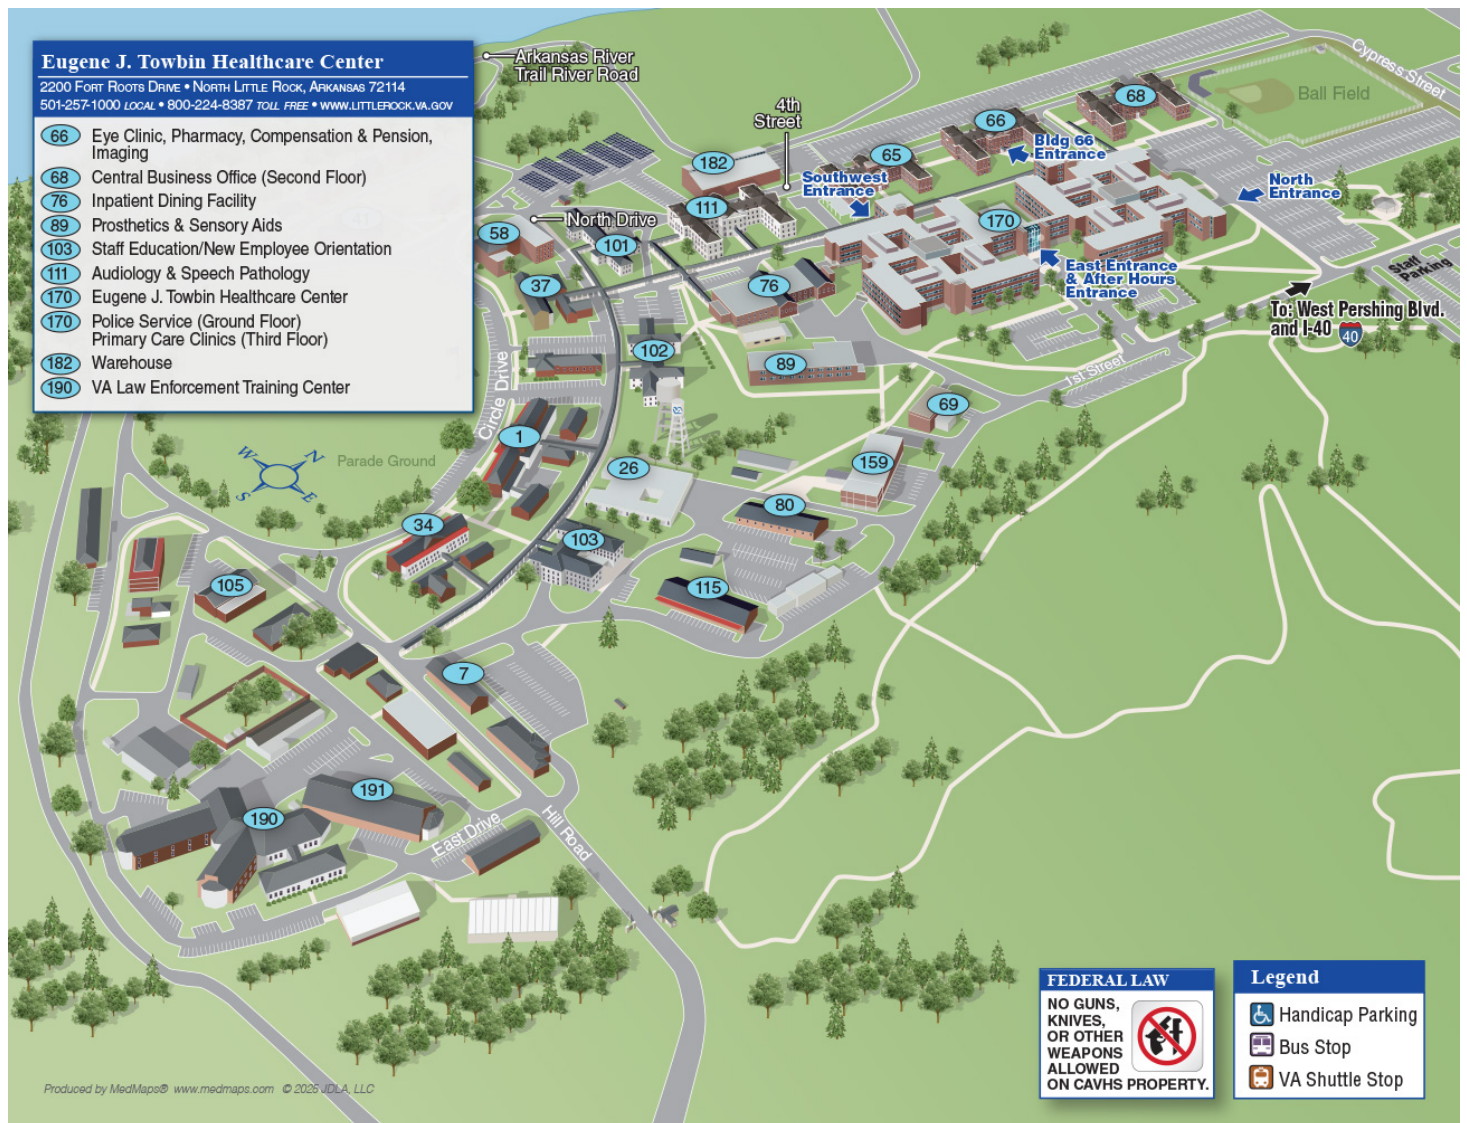 Eugene J. Towbin Healthcare Center
2200 Fort Roots Drive • North Little Rock, Arkansas 72114
501-257-1000 local • 800-224-8387 toll free • www.littlerock.va.gov
66 Eye Clinic, Pharmacy, Compensation & Pension,
Imaging
68 Central Business Office (Second Floor)
76 Inpatient Dining Facility
89 Prosthetics & Sensory Aids
103 Staff Education/New Employee Orientation
111 Audiology & Speech Pathology
170 Eugene J. Towbin Healthcare Center
170 Police Service (Ground Floor)
Primary Care Clinics (Third Floor)
182 Warehouse
190 VA Law Enforcement Training Center
Arkansas River
Trail River Road
4th
Street
Cypress Street
Ball Field
68
66
Bldg 66
Entrance
65
182
Southwest
Entrance
North
Entrance
111
North Drive
58
101
170
East Entrance
& After Hours
Entrance
Staff
Parking
37
76
To: West Pershing Blvd.
and I-40
40
102
89
1st Street
Circle Drive
69
1
Parade Ground
W
N
S
E
26
159
80
34
103
105
115
7
191
190
East Drive
Hill Road
FEDERAL LAW
NO GUNS,
KNIVES,
OR OTHER
WEAPONS
ALLOWED
ON CAVHS PROPERTY.
Legend
Handicap Parking
Bus Stop
VA Shuttle Stop
Produced by MedMaps® www.medmaps.com © 2025 JDLA, LLC